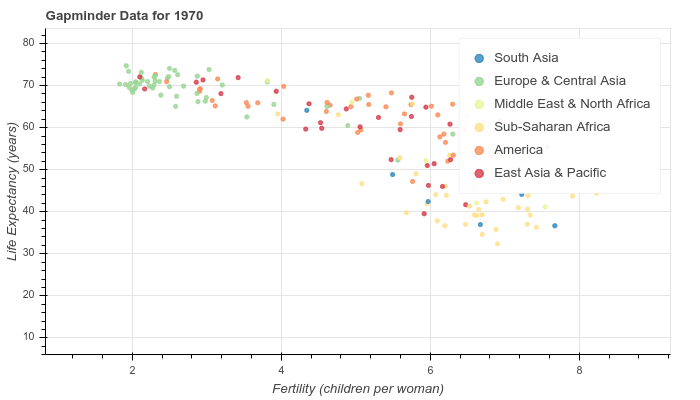 Gapminder Data for 1970
Life Expectancy (years)
80
70
60
50
40
30
20
10
2
4
6
8
Fertility (children per woman)
South Asia
Europe & Central Asia
Middle East & North Africa
Sub-Saharan Africa
America
East Asia & Pacific